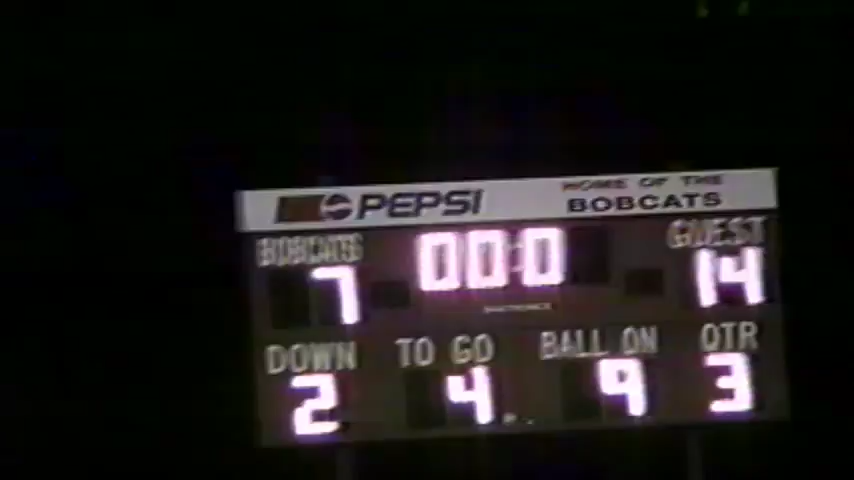 PEPSI HOME OF THE
BOBCATS
BOBCATS 00:0 GUEST
7 14
DOWN TO GO BALL ON QTR
2 4 9 3